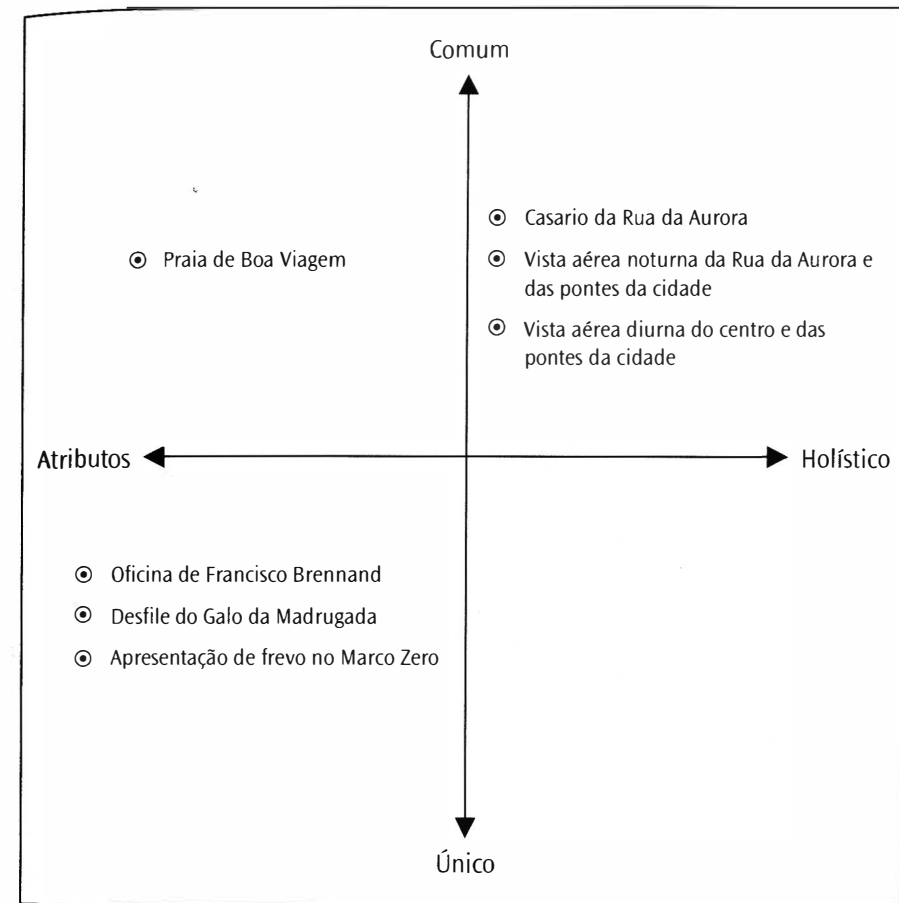 Comum
Casario da Rua da Aurora
Praia de Boa Viagem
Vista aérea noturna da Rua da Aurora e
das pontes da cidade
Vista aérea diurna do centro e das
pontes da cidade
Atributos
Holístico
Oficina de Francisco Brennand
Desfile do Galo da Madrugada
Apresentação de frevo no Marco Zero
Único